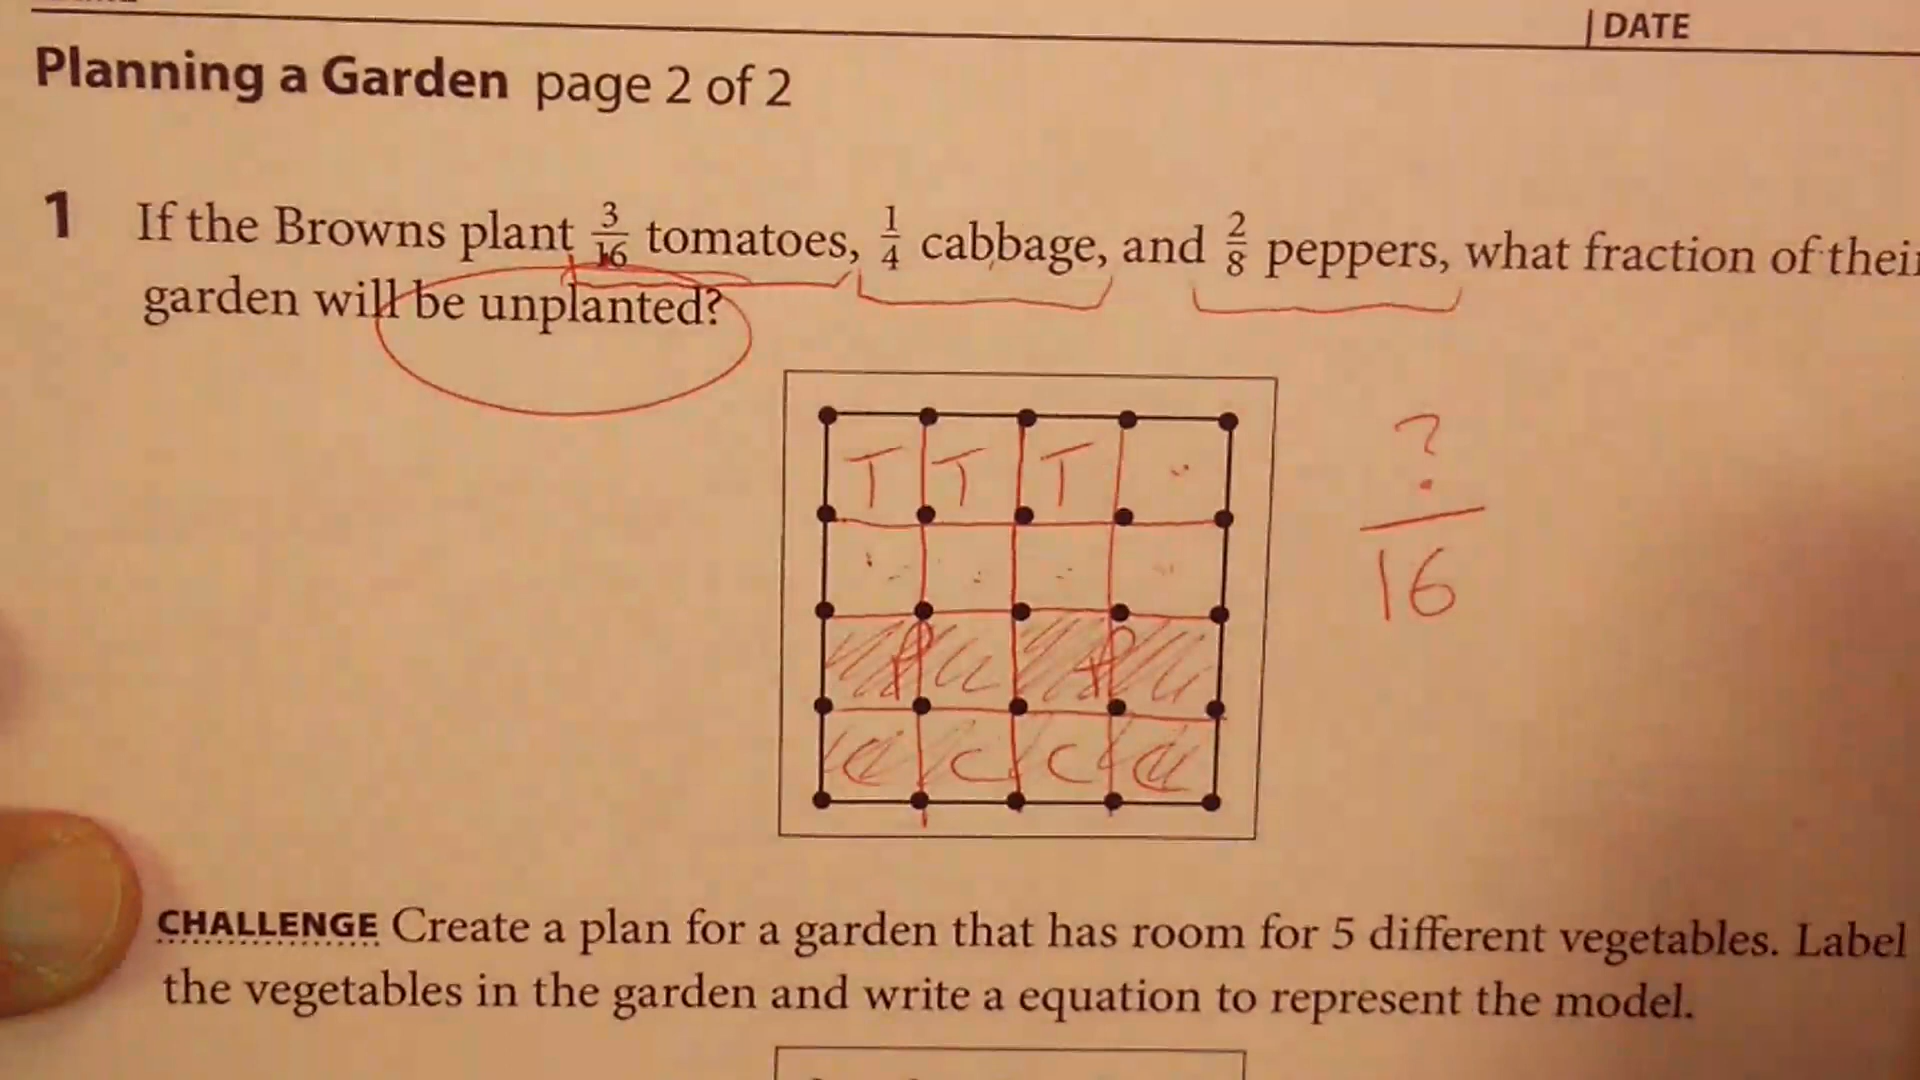 DATE
Planning a Garden page 2 of 2
1 If the Browns plant 3/16 tomatoes, 1/4 cabbage, and 2/8 peppers, what fraction of their
garden will be unplanted?
T T T
?
16
P P
C C C C
CHALLENGE Create a plan for a garden that has room for 5 different vegetables. Label
the vegetables in the garden and write a equation to represent the model.